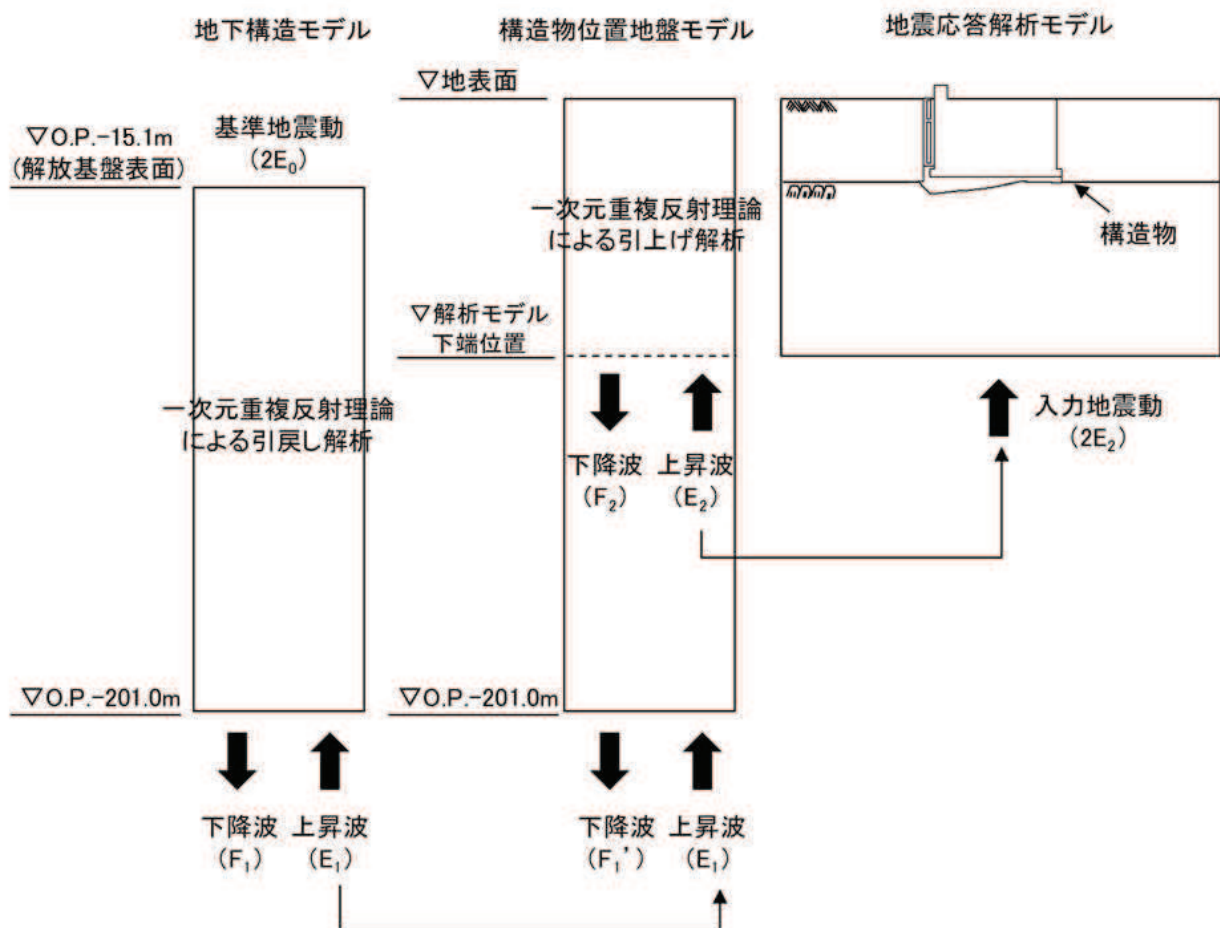 地下構造モデル
▽O.P.-15.1m
(解放基盤表面)
基準地震動
(2E₀)
一次元重複反射理論
による引戻し解析
▽O.P.-201.0m
下降波
(F₁)
上昇波
(E₁)
構造物位置地盤モデル
▽地表面
一次元重複反射理論
による引上げ解析
▽解析モデル
下端位置
下降波
(F₂)
上昇波
(E₂)
▽O.P.-201.0m
下降波
(F₁')
上昇波
(E₁)
地震応答解析モデル
構造物
入力地震動
(2E₂)